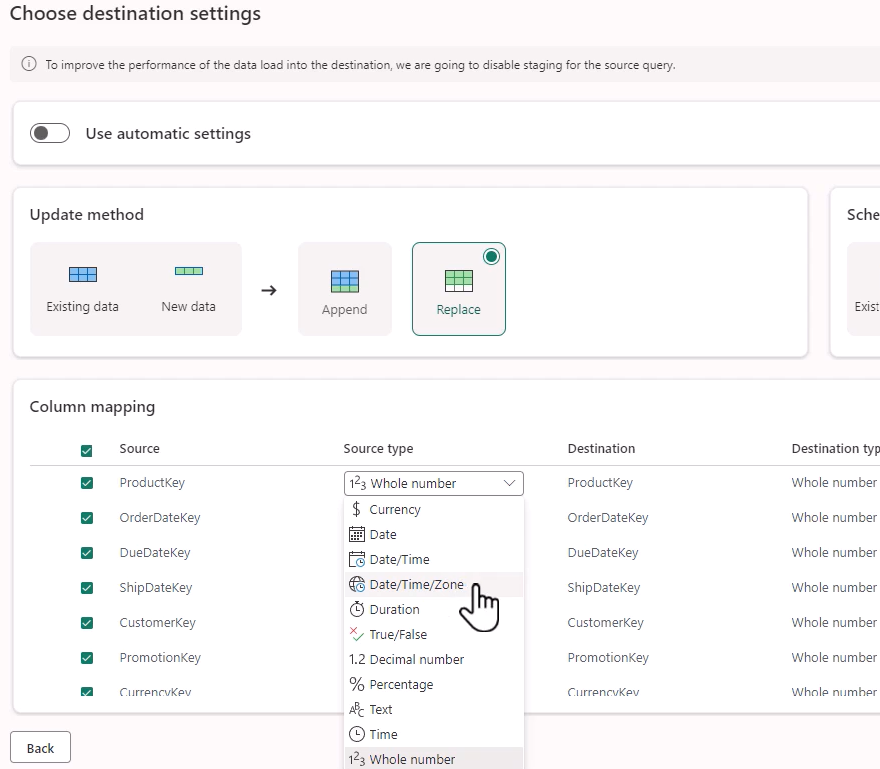 Choose destination settings
To improve the performance of the data load into the destination, we are going to disable staging for the source query.
Use automatic settings
Update method
Existing data
New data
Append
Replace
Sche
Exist
Column mapping
Source Source type Destination Destination typ
ProductKey 123 Whole number ProductKey Whole number
$ Currency
OrderDateKey OrderDateKey Whole number
Date
DueDateKey Date/Time DueDateKey Whole number
ShipDateKey Date/Time/Zone ShipDateKey Whole number
Duration
CustomerKey CustomerKey Whole number
True/False
PromotionKey 1.2 Decimal number PromotionKey Whole number
CurrencyKey % Percentage CurrencyKey Whole number
ABC Text
Time
Back 123 Whole number